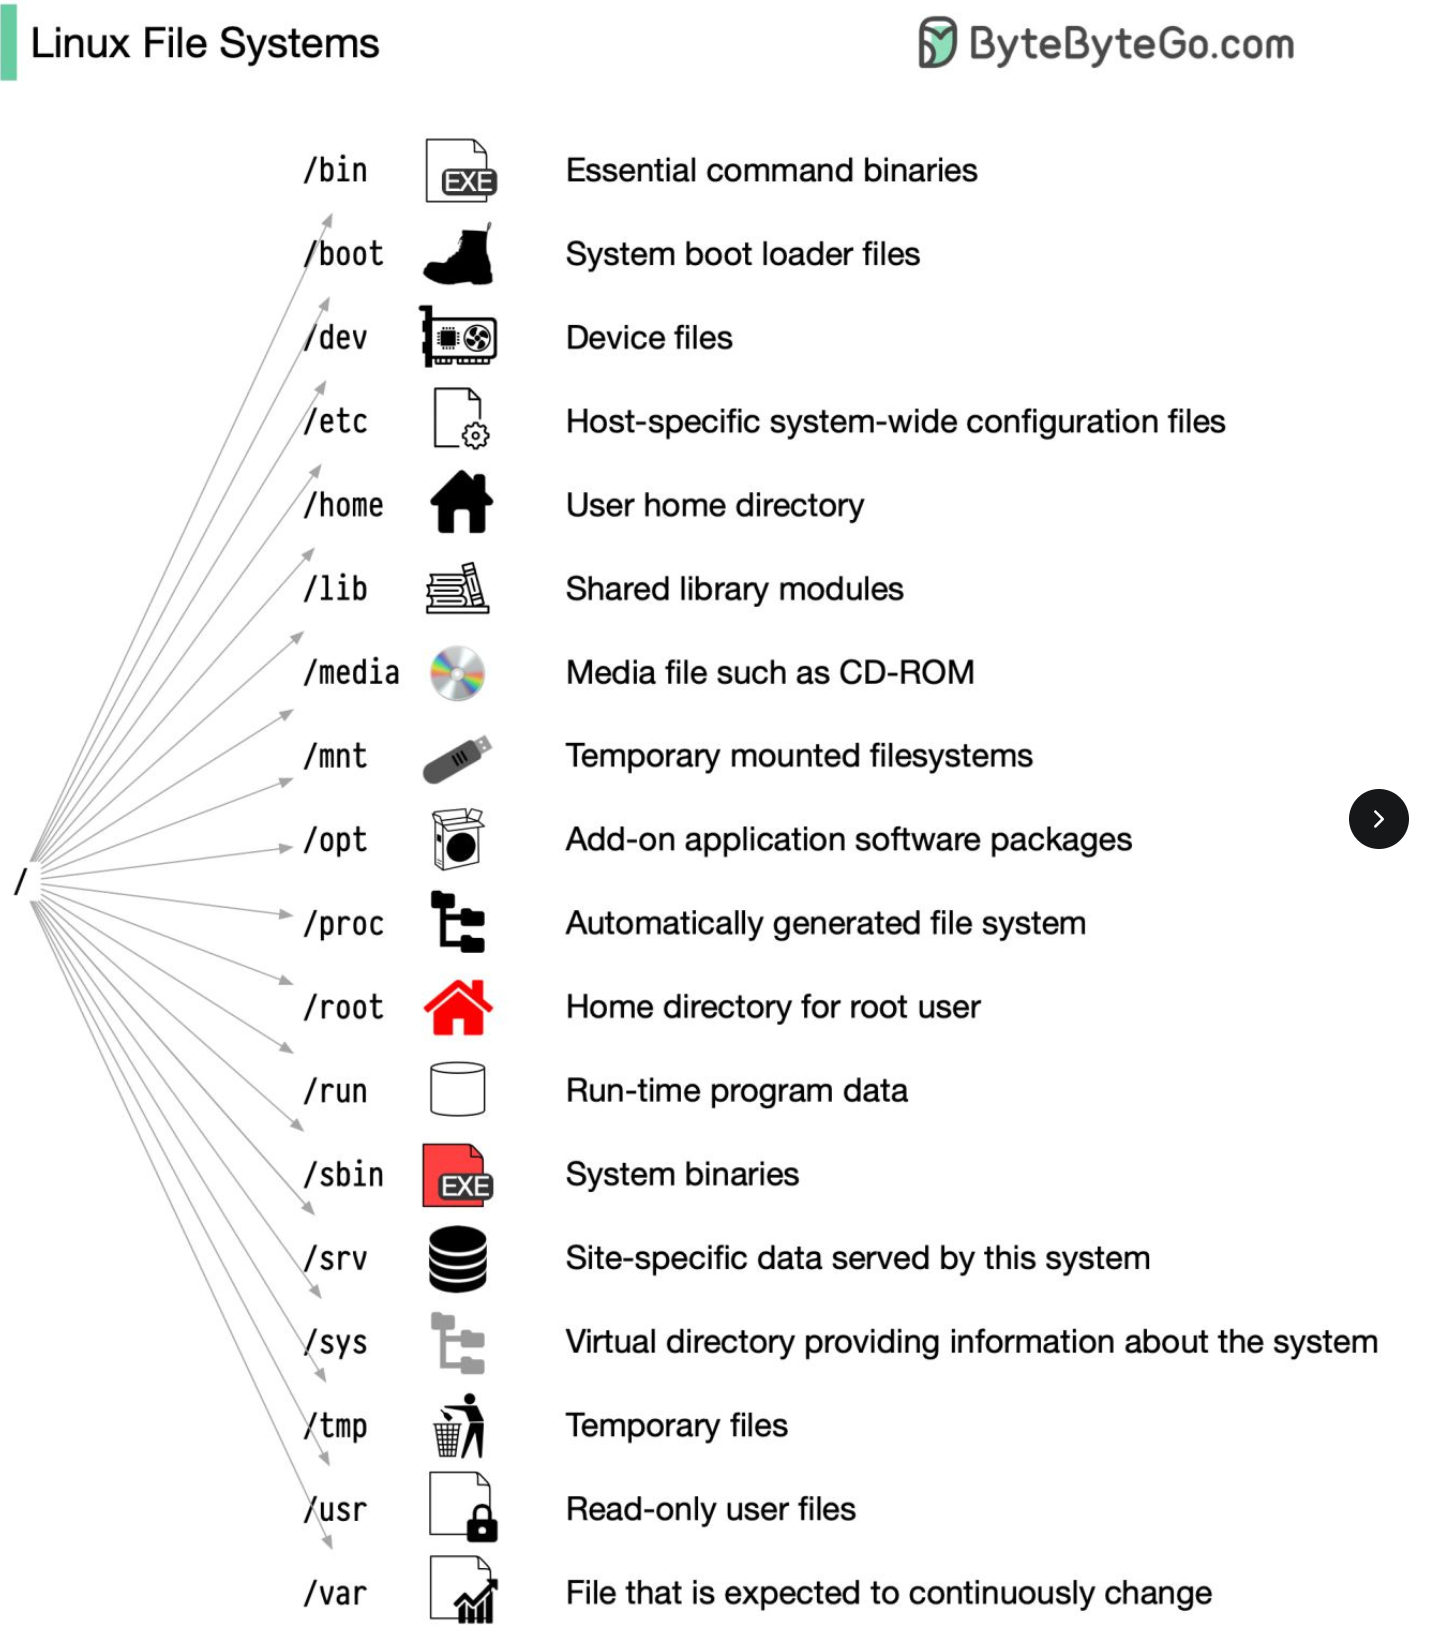 Linux File Systems
ByteByteGo.com
/bin EXE Essential command binaries
/boot System boot loader files
/dev Device files
/etc Host-specific system-wide configuration files
/home User home directory
/lib Shared library modules
/media Media file such as CD-ROM
/mnt Temporary mounted filesystems
/opt Add-on application software packages
/
/proc Automatically generated file system
/root Home directory for root user
/run Run-time program data
/sbin EXE System binaries
/srv Site-specific data served by this system
/sys Virtual directory providing information about the system
/tmp Temporary files
/usr Read-only user files
/var File that is expected to continuously change